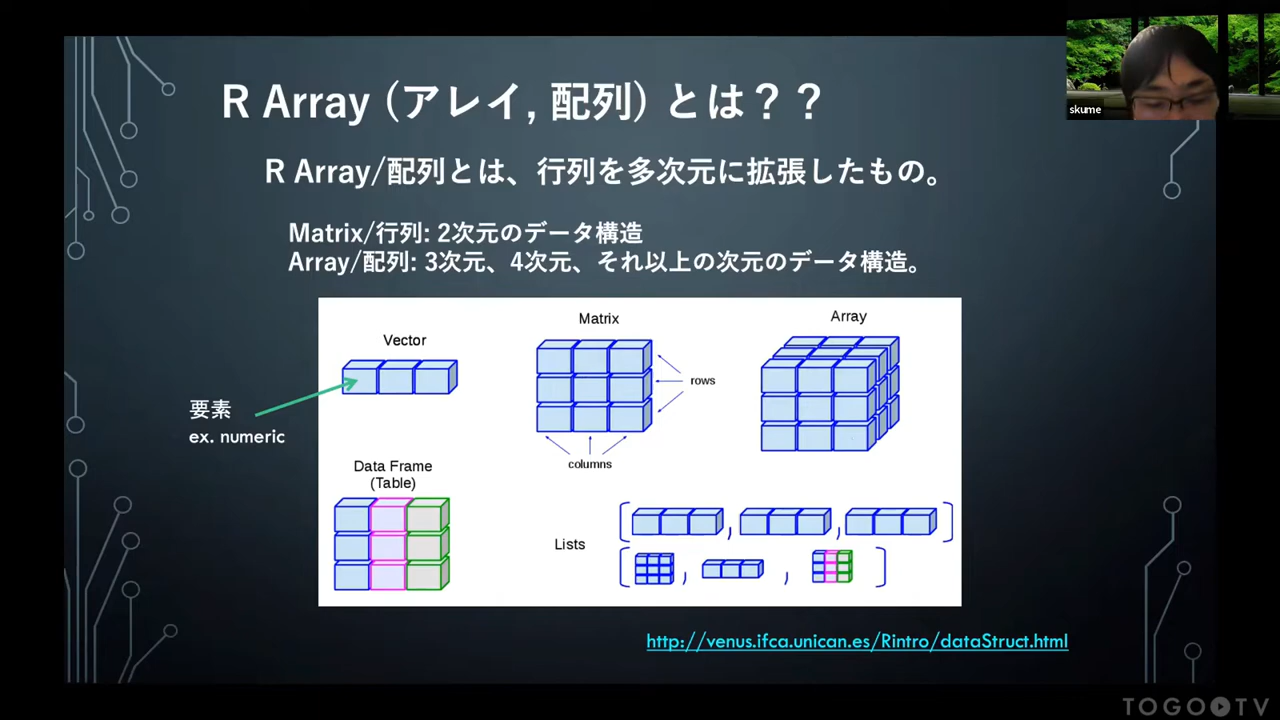 skume
R Array (アレイ, 配列) とは？？
R Array/配列とは、行列を多次元に拡張したもの。
Matrix/行列: 2次元のデータ構造
Array/配列: 3次元、4次元、それ以上の次元のデータ構造。
Vector
Matrix
Array
rows
columns
要素
ex. numeric
Data Frame
(Table)
Lists
http://venus.ifca.unican.es/Rintro/dataStruct.html
TOGOTV